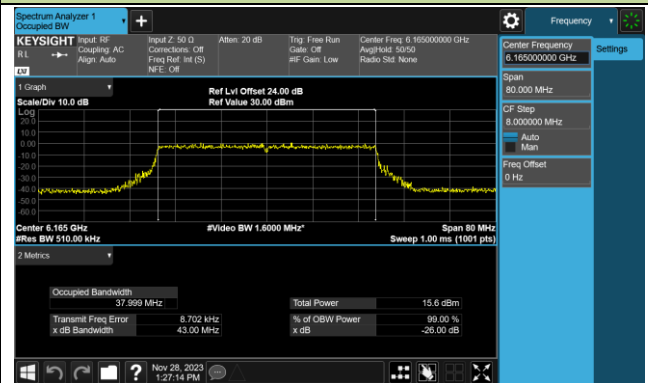 Spectrum Analyzer 1
Occupied BW
Frequency
KEYSIGHT
Input: RF
Input Z: 50 Ω
Atten: 20 dB
Trig: Free Run
Center Freq: 6.165000000 GHz
RL
Coupling: AC
Corrections: Off
Gate: Off
Avg|Hold: 50/50
Align: Auto
Freq Ref: Int (S)
#IF Gain: Low
Radio Std: None
NFE: Off
LXI
Center Frequency
6.165000000 GHz
Settings
Span
80.000 MHz
CF Step
8.000000 MHz
Auto
Man
Freq Offset
0 Hz
1 Graph
Ref Lvl Offset 24.00 dB
Scale/Div 10.0 dB
Ref Value 30.00 dBm
Log
20.0
10.0
0.00
-10.0
-20.0
-30.0
-40.0
-50.0
-60.0
Center 6.165 GHz
#Video BW 1.6000 MHz*
Span 80 MHz
#Res BW 510.00 kHz
Sweep 1.00 ms (1001 pts)
2 Metrics
Occupied Bandwidth
37.999 MHz
Total Power
15.6 dBm
Transmit Freq Error
8.702 kHz
% of OBW Power
99.00 %
x dB Bandwidth
43.00 MHz
x dB
-26.00 dB
?
Nov 28, 2023
1:27:14 PM